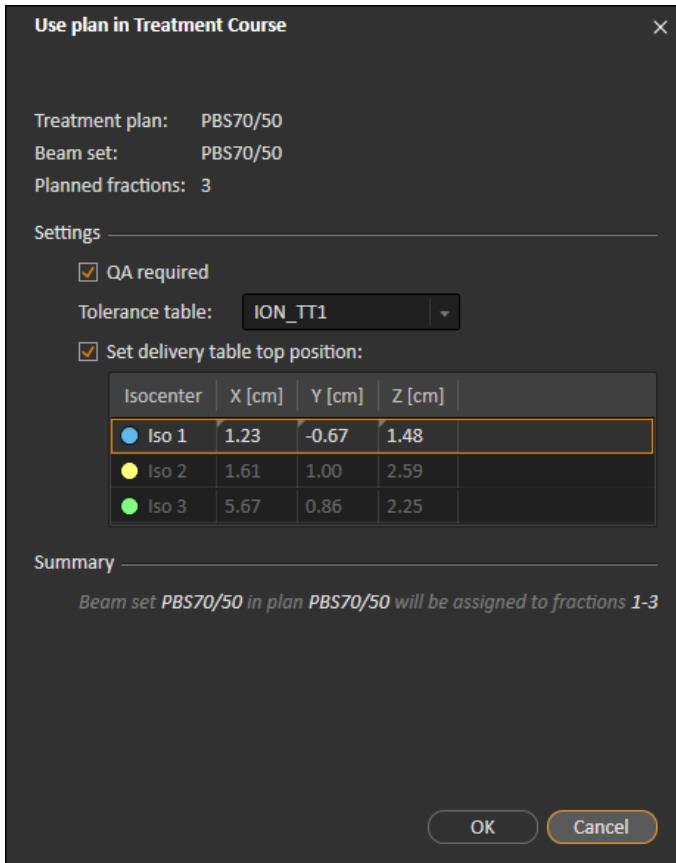 Use plan in Treatment Course
Treatment plan: PBS70/50
Beam set: PBS70/50
Planned fractions: 3
Settings
QA required
Tolerance table: ION_TT1
Set delivery table top position:
Isocenter X [cm] Y [cm] Z [cm]
Iso 1 1.23 -0.67 1.48
Iso 2 1.61 1.00 2.59
Iso 3 5.67 0.86 2.25
Summary
Beam set PBS70/50 in plan PBS70/50 will be assigned to fractions 1-3
OK Cancel